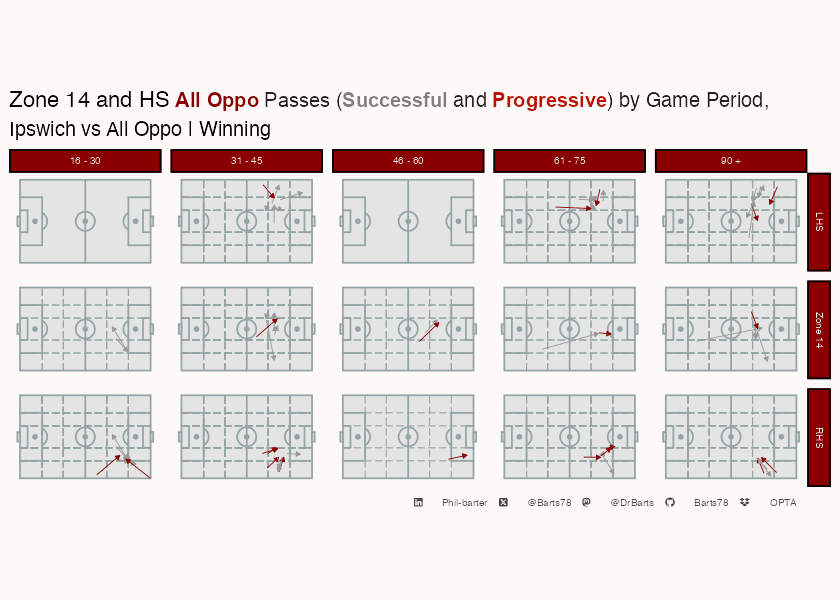 Zone 14 and HS All Oppo Passes (Successful and Progressive) by Game Period,
Ipswich vs All Oppo | Winning
16 - 30
31 - 45
46 - 60
61 - 75
90 +
LHS
Zone 14
RHS
Phil-barter @Barts78 @DrBarts Barts78 OPTA